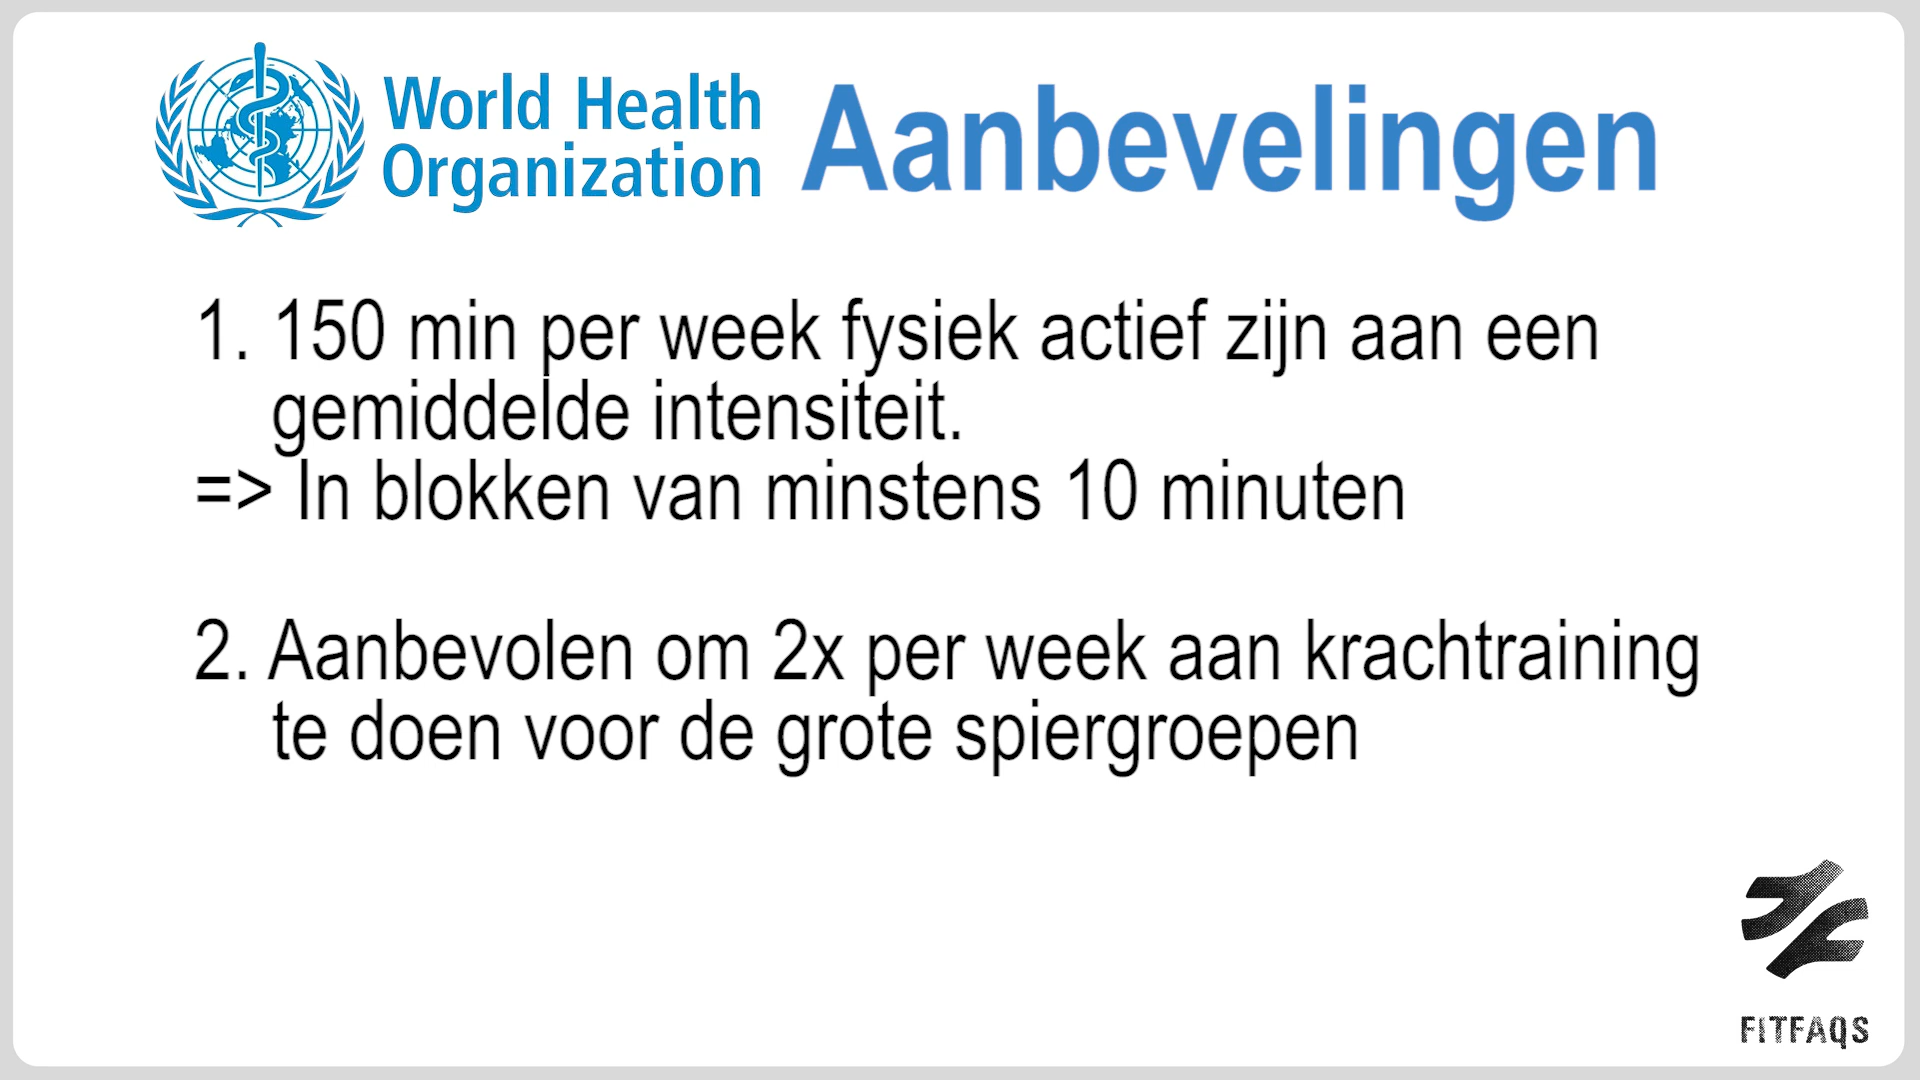 World Health
Organization
Aanbevelingen
1. 150 min per week fysiek actief zijn aan een
gemiddelde intensiteit.
=> In blokken van minstens 10 minuten
2. Aanbevolen om 2x per week aan krachtraining
te doen voor de grote spiergroepen
FITFAQS